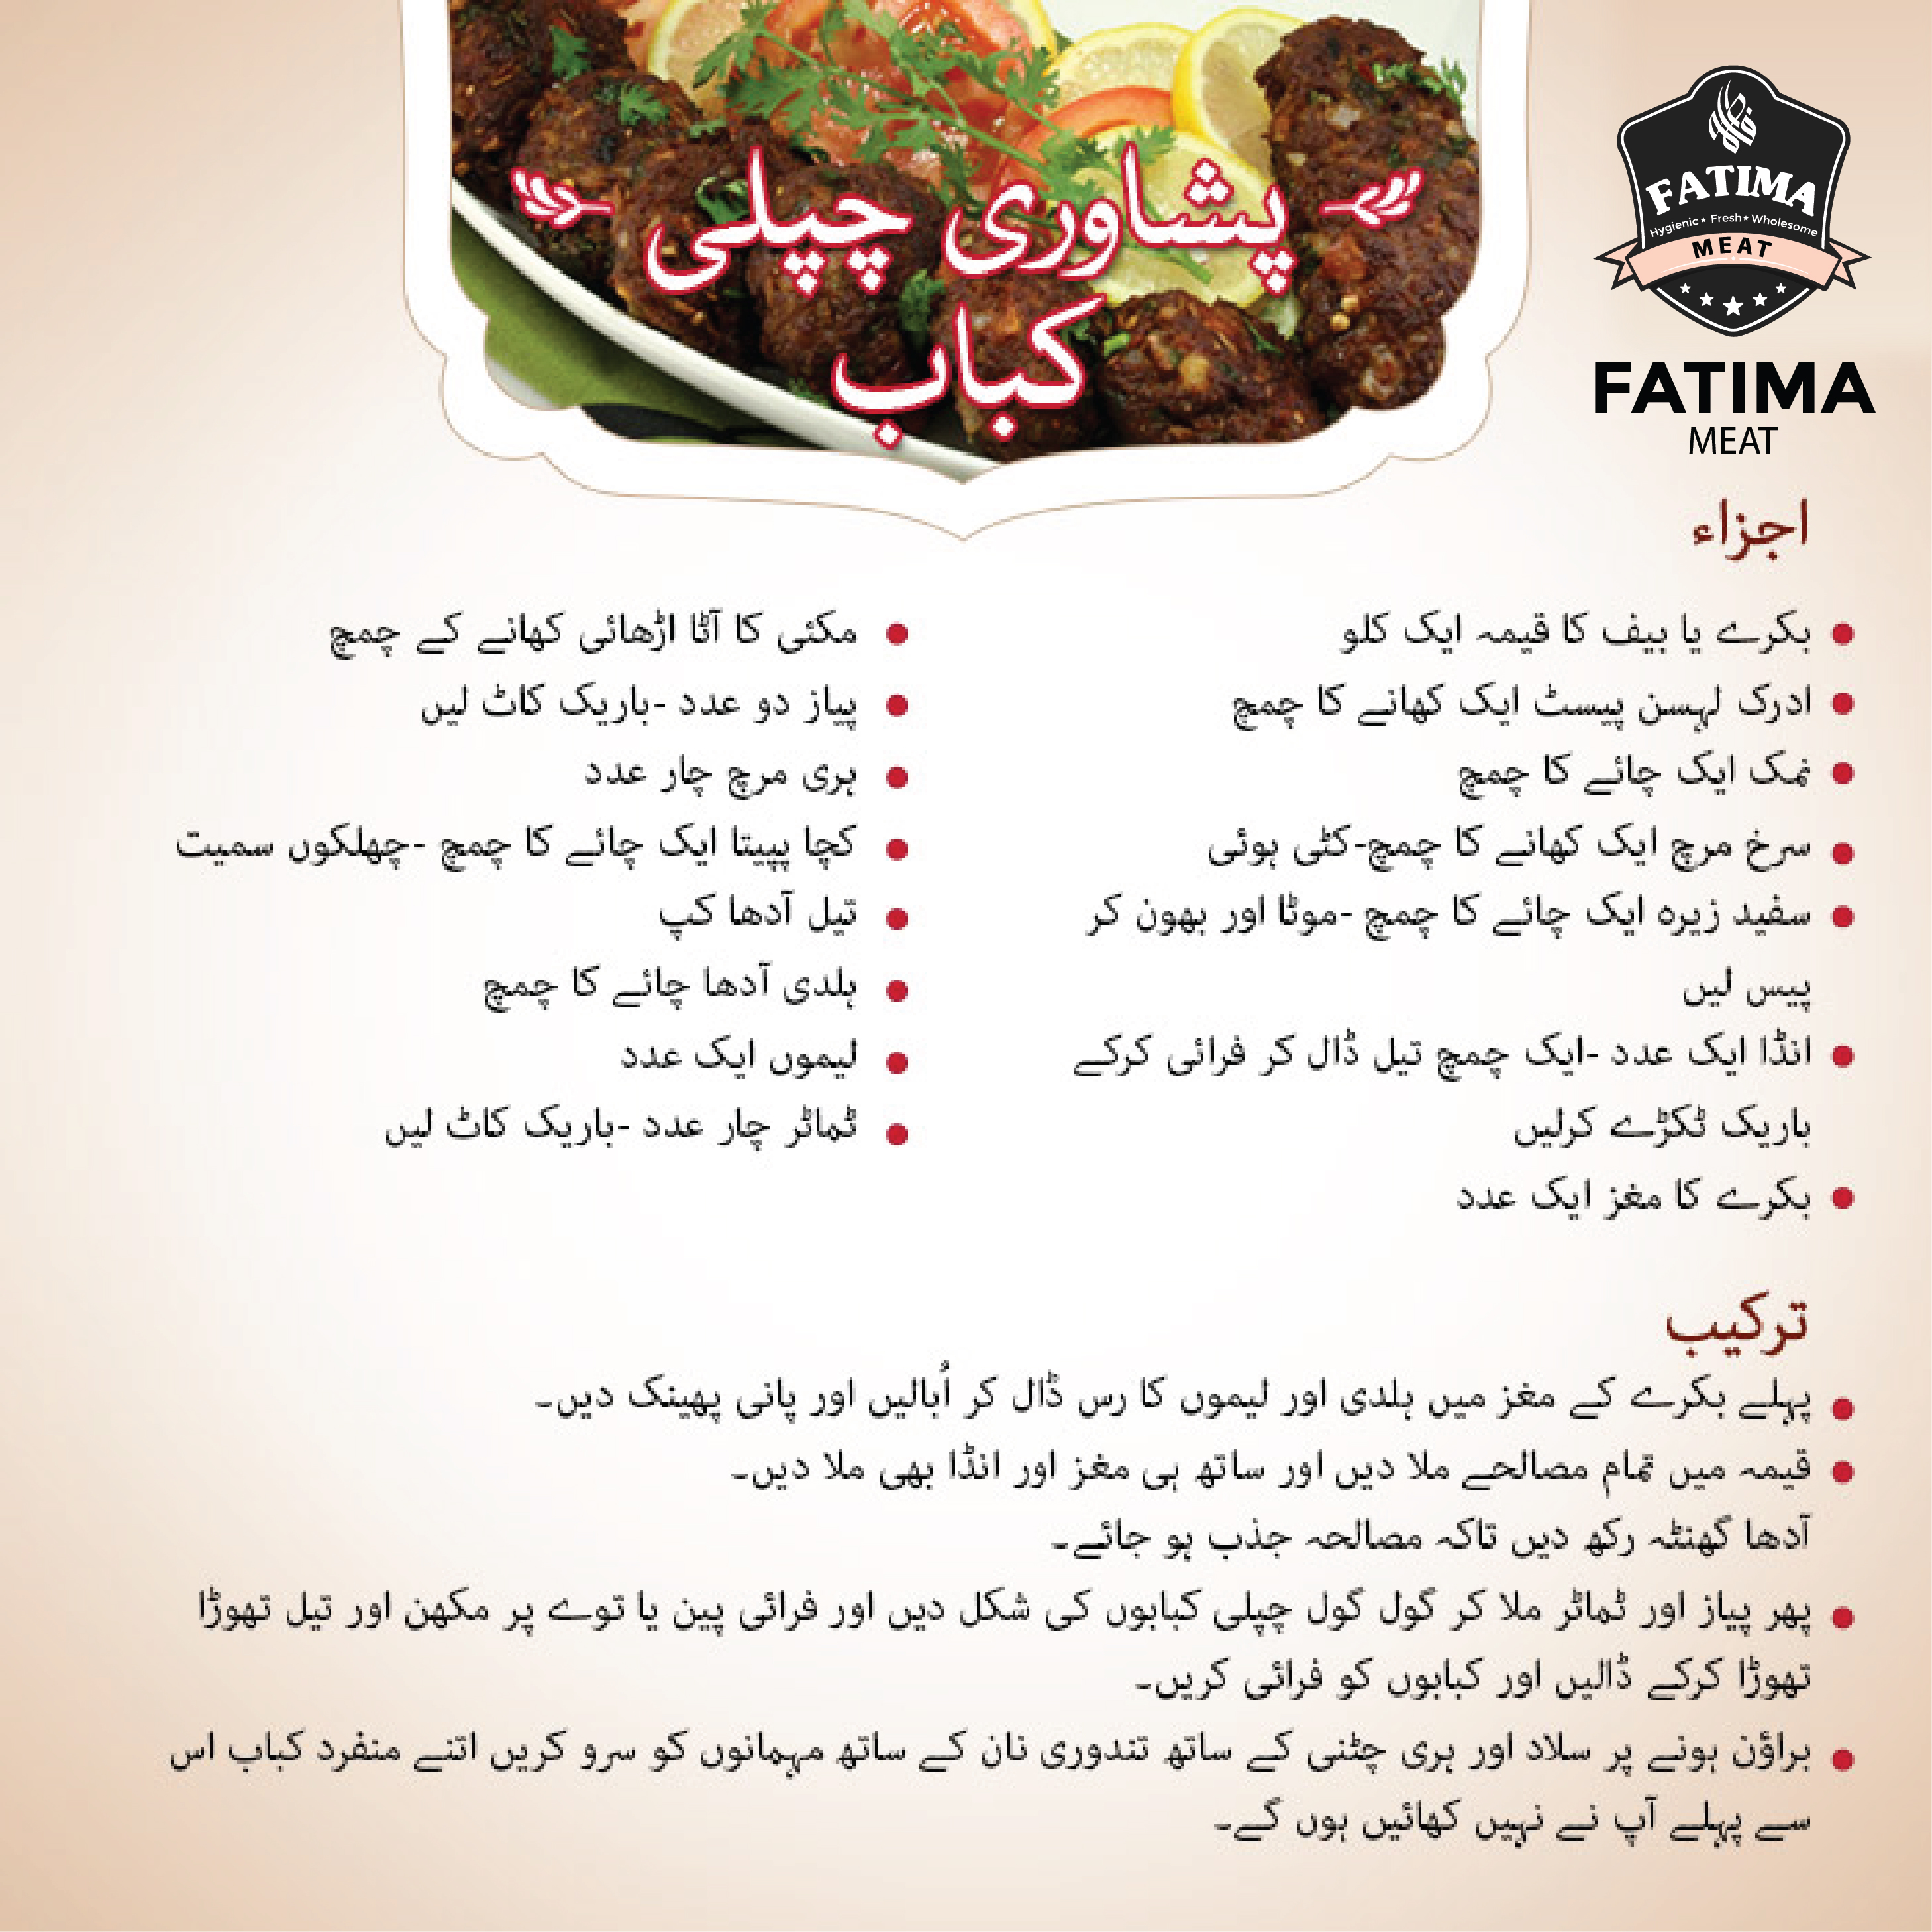 پشاوری چپلی
کباب
فاطمہ
FATIMA
Hygienic ★ Fresh ★ Wholesome
MEAT
FATIMA
MEAT
اجزاء
بکرے یا بیف کا قیمہ ایک کلو
ادرک لہسن پیسٹ ایک کھانے کا چمچ
نمک ایک چائے کا چمچ
سرخ مرچ ایک کھانے کا چمچ-کٹی ہوئی
سفید زیرہ ایک چائے کا چمچ -موٹا اور بھون کر
پیس لیں
انڈا ایک عدد -ایک چمچ تیل ڈال کر فرائی کرکے
باریک ٹکڑے کرلیں
بکرے کا مغز ایک عدد
مکئی کا آٹا اڑھائی کھانے کے چمچ
پیاز دو عدد -باریک کاٹ لیں
ہری مرچ چار عدد
کچا پپیتا ایک چائے کا چمچ -چھلکوں سمیت
تیل آدھا کپ
ہلدی آدھا چائے کا چمچ
لیموں ایک عدد
ٹماٹر چار عدد -باریک کاٹ لیں
ترکیب
پہلے بکرے کے مغز میں ہلدی اور لیموں کا رس ڈال کر اُبالیں اور پانی پھینک دیں۔
قیمہ میں تمام مصالحے ملا دیں اور ساتھ ہی مغز اور انڈا بھی ملا دیں۔
آدھا گھنٹہ رکھ دیں تاکہ مصالحہ جذب ہو جائے۔
پھر پیاز اور ٹماٹر ملا کر گول گول چپلی کبابوں کی شکل دیں اور فرائی پین یا توے پر مکھن اور تیل تھوڑا
تھوڑا کرکے ڈالیں اور کبابوں کو فرائی کریں۔
براؤن ہونے پر سلاد اور ہری چٹنی کے ساتھ تندوری نان کے ساتھ مہمانوں کو سرو کریں اتنے منفرد کباب اس
سے پہلے آپ نے نہیں کھائیں ہوں گے۔